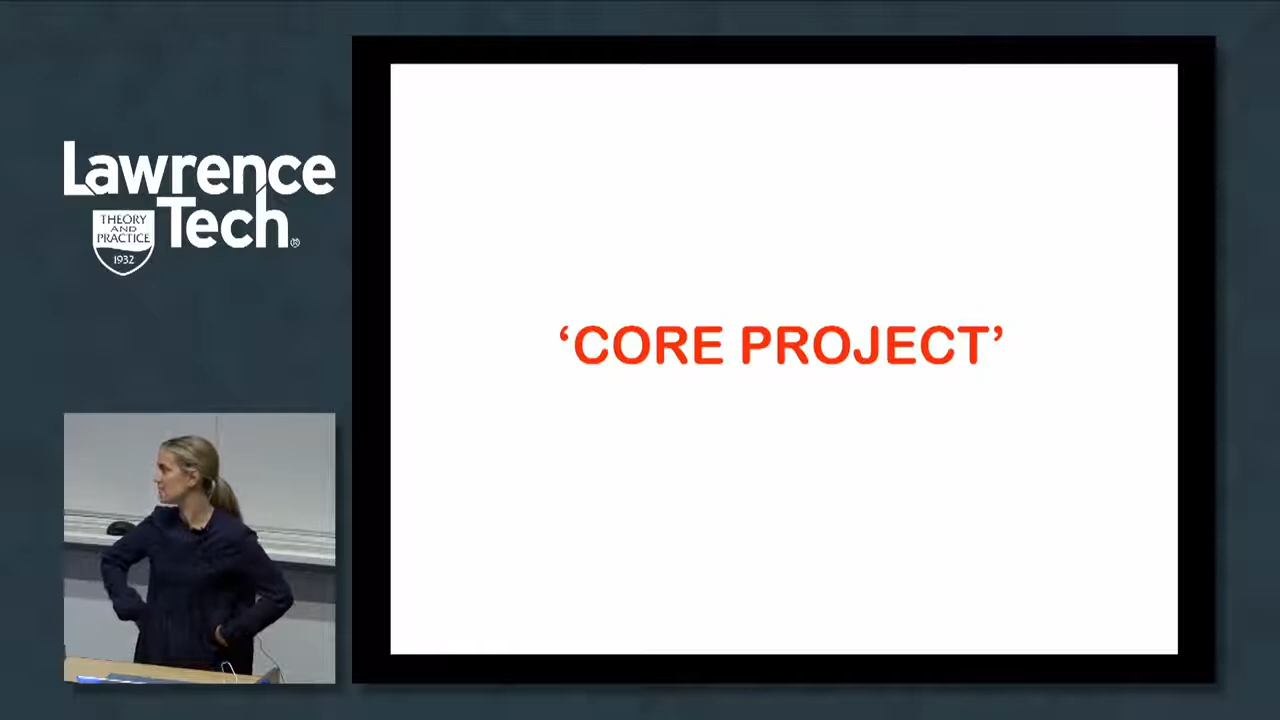 Lawrence
Tech®
THEORY
AND
PRACTICE
1932
‘CORE PROJECT’